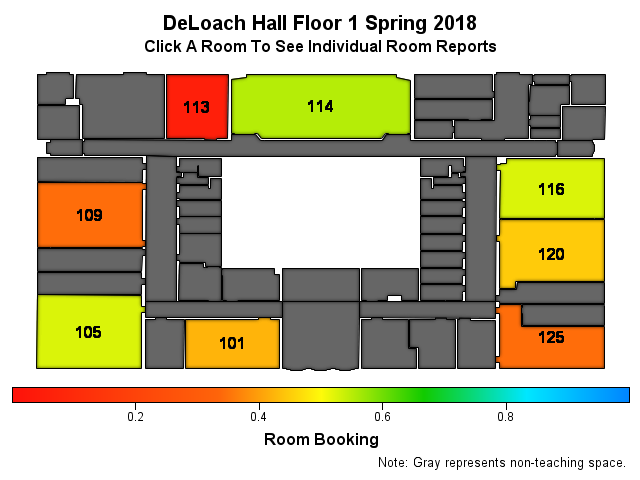 DeLoach Hall Floor 1 Spring 2018
Click A Room To See Individual Room Reports
113
114
109
116
120
105
101
125
0.2 0.4 0.6 0.8
Room Booking
Note: Gray represents non-teaching space.